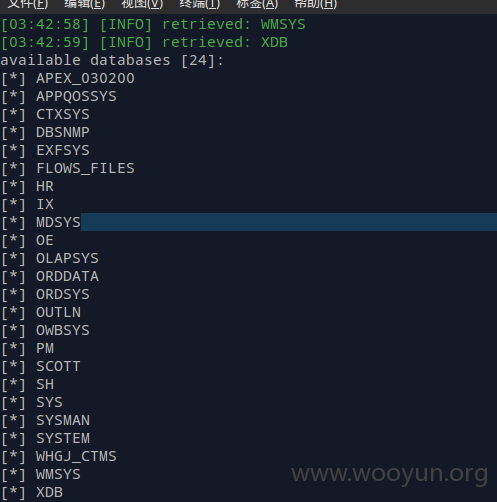 文件(F) 编辑(E) 视图(V) 终端(T) 标签(A) 帮助(H)
[03:42:58] [INFO] retrieved: WMSYS
[03:42:59] [INFO] retrieved: XDB
available databases [24]:
[*] APEX_030200
[*] APPQOSSYS
[*] CTXSYS
[*] DBSNMP
[*] EXFSYS
[*] FLOWS_FILES
[*] HR
[*] IX
[*] MDSYS
[*] OE
[*] OLAPSYS
[*] ORDDATA
[*] ORDSYS
[*] OUTLN
[*] OWBSYS
[*] PM
[*] SCOTT
[*] SH
[*] SYS
[*] SYSMAN
[*] SYSTEM
[*] WHGJ_CTMS
[*] WMSYS
[*] XDB
www.wooyun.org